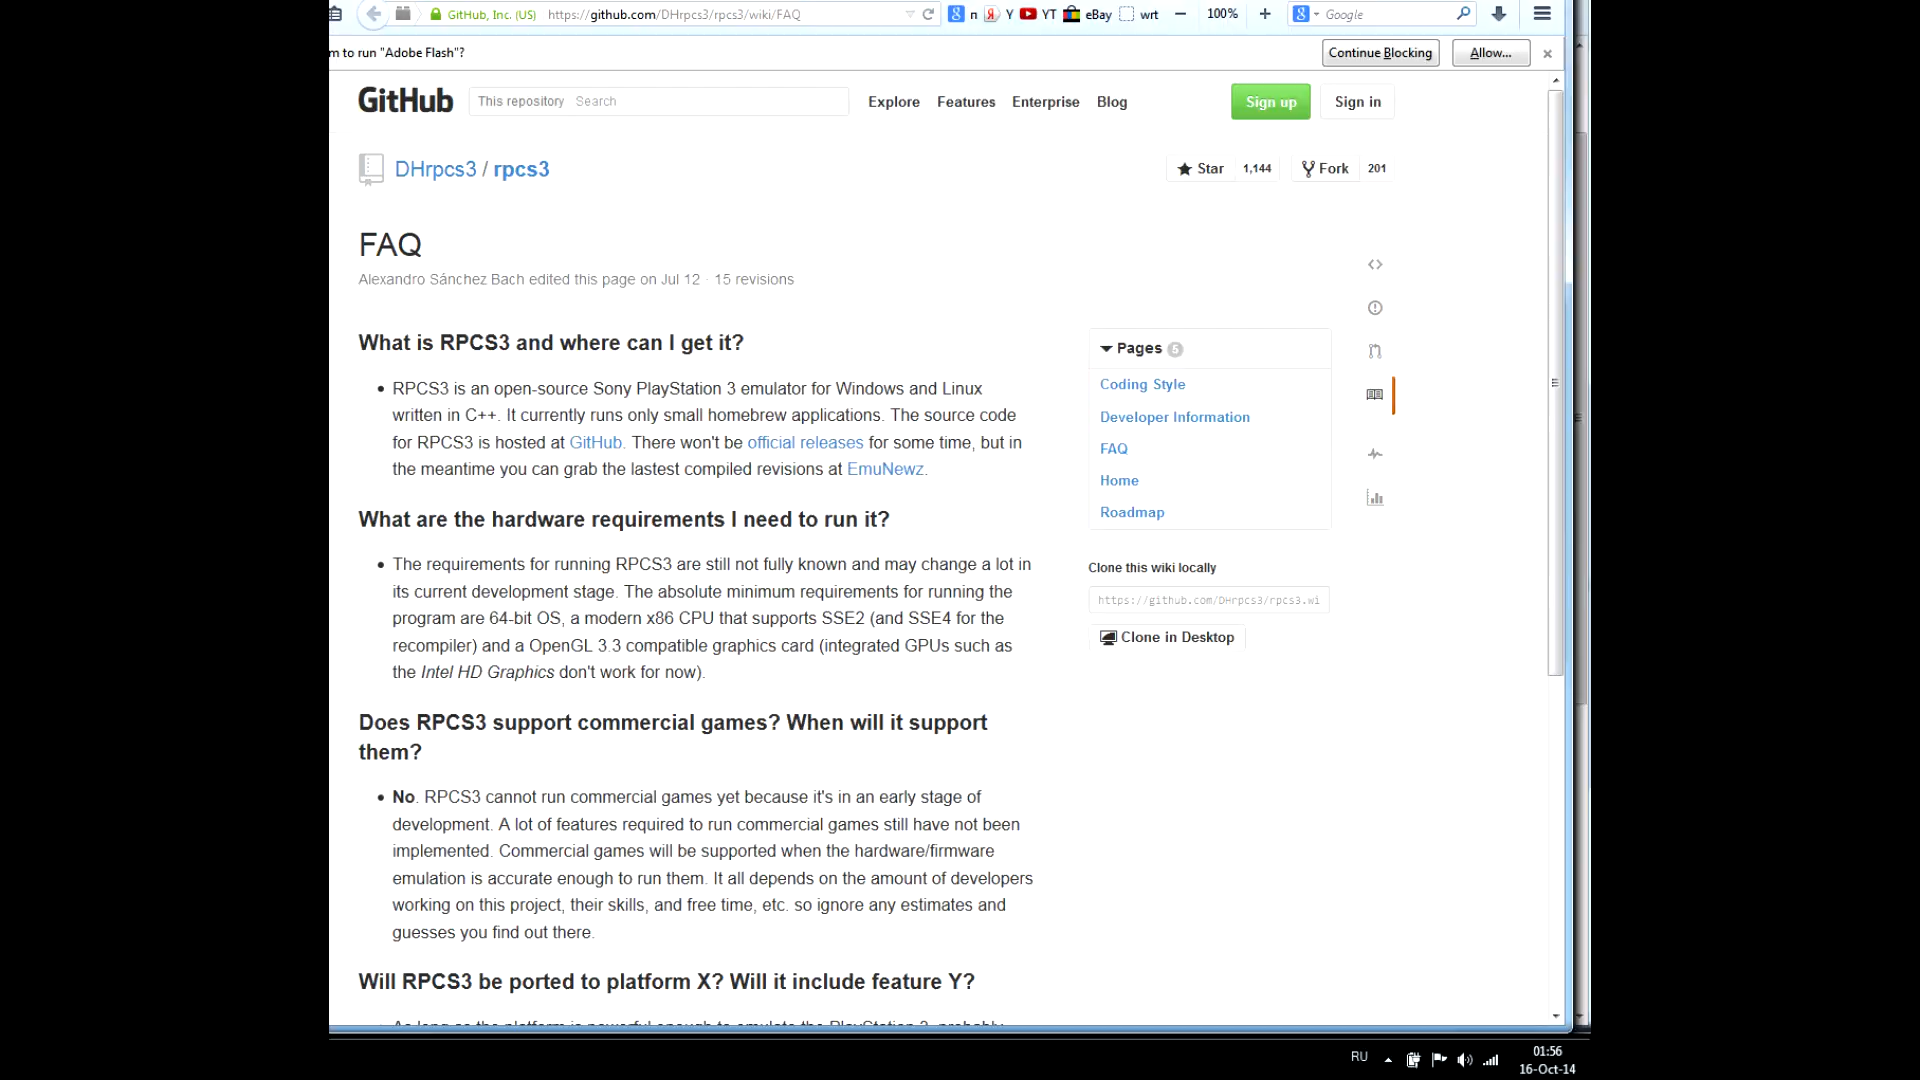 GitHub, Inc. (US) https://github.com/DHrpcs3/rpcs3/wiki/FAQ n Y YT eBay wrt 100% Google
m to run "Adobe Flash"? Continue Blocking Allow...
GitHub This repository Search Explore Features Enterprise Blog Sign up Sign in
DHrpcs3 / rpcs3 Star 1,144 Fork 201
FAQ
Alexandro Sánchez Bach edited this page on Jul 12 · 15 revisions
What is RPCS3 and where can I get it?
• RPCS3 is an open-source Sony PlayStation 3 emulator for Windows and Linux
written in C++. It currently runs only small homebrew applications. The source code
for RPCS3 is hosted at GitHub. There won't be official releases for some time, but in
the meantime you can grab the lastest compiled revisions at EmuNewz.
What are the hardware requirements I need to run it?
• The requirements for running RPCS3 are still not fully known and may change a lot in
its current development stage. The absolute minimum requirements for running the
program are 64-bit OS, a modern x86 CPU that supports SSE2 (and SSE4 for the
recompiler) and a OpenGL 3.3 compatible graphics card (integrated GPUs such as
the Intel HD Graphics don't work for now).
Does RPCS3 support commercial games? When will it support
them?
• No. RPCS3 cannot run commercial games yet because it's in an early stage of
development. A lot of features required to run commercial games still have not been
implemented. Commercial games will be supported when the hardware/firmware
emulation is accurate enough to run them. It all depends on the amount of developers
working on this project, their skills, and free time, etc. so ignore any estimates and
guesses you find out there.
Will RPCS3 be ported to platform X? Will it include feature Y?
As long as the platform is powerful enough to emulate the PlayStation 3, probably
Pages 5
Coding Style
Developer Information
FAQ
Home
Roadmap
Clone this wiki locally
https://github.com/DHrpcs3/rpcs3.wi
Clone in Desktop
RU 01:56
16-Oct-14